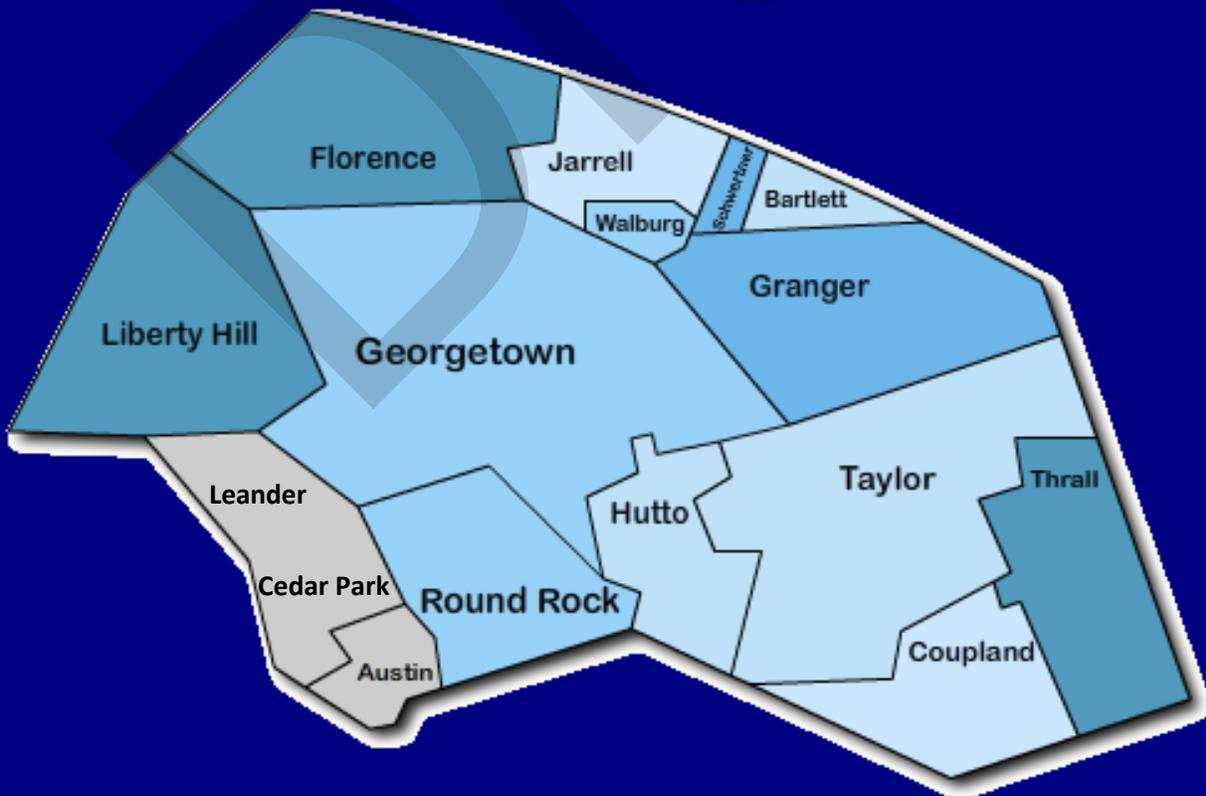 Florence
Jarrell
Schwertner
Bartlett
Walburg
Granger
Liberty Hill
Georgetown
Taylor
Thrall
Leander
Hutto
Cedar Park
Round Rock
Coupland
Austin